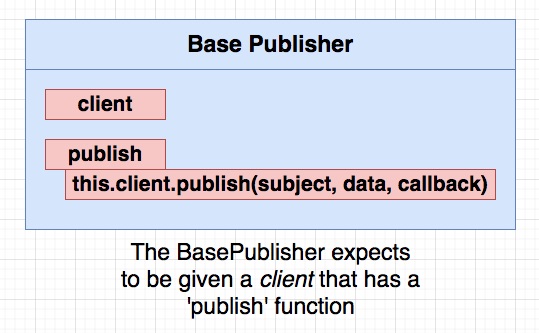 Base Publisher
client
publish
this.client.publish(subject, data, callback)
The BasePublisher expects
to be given a client that has a
'publish' function